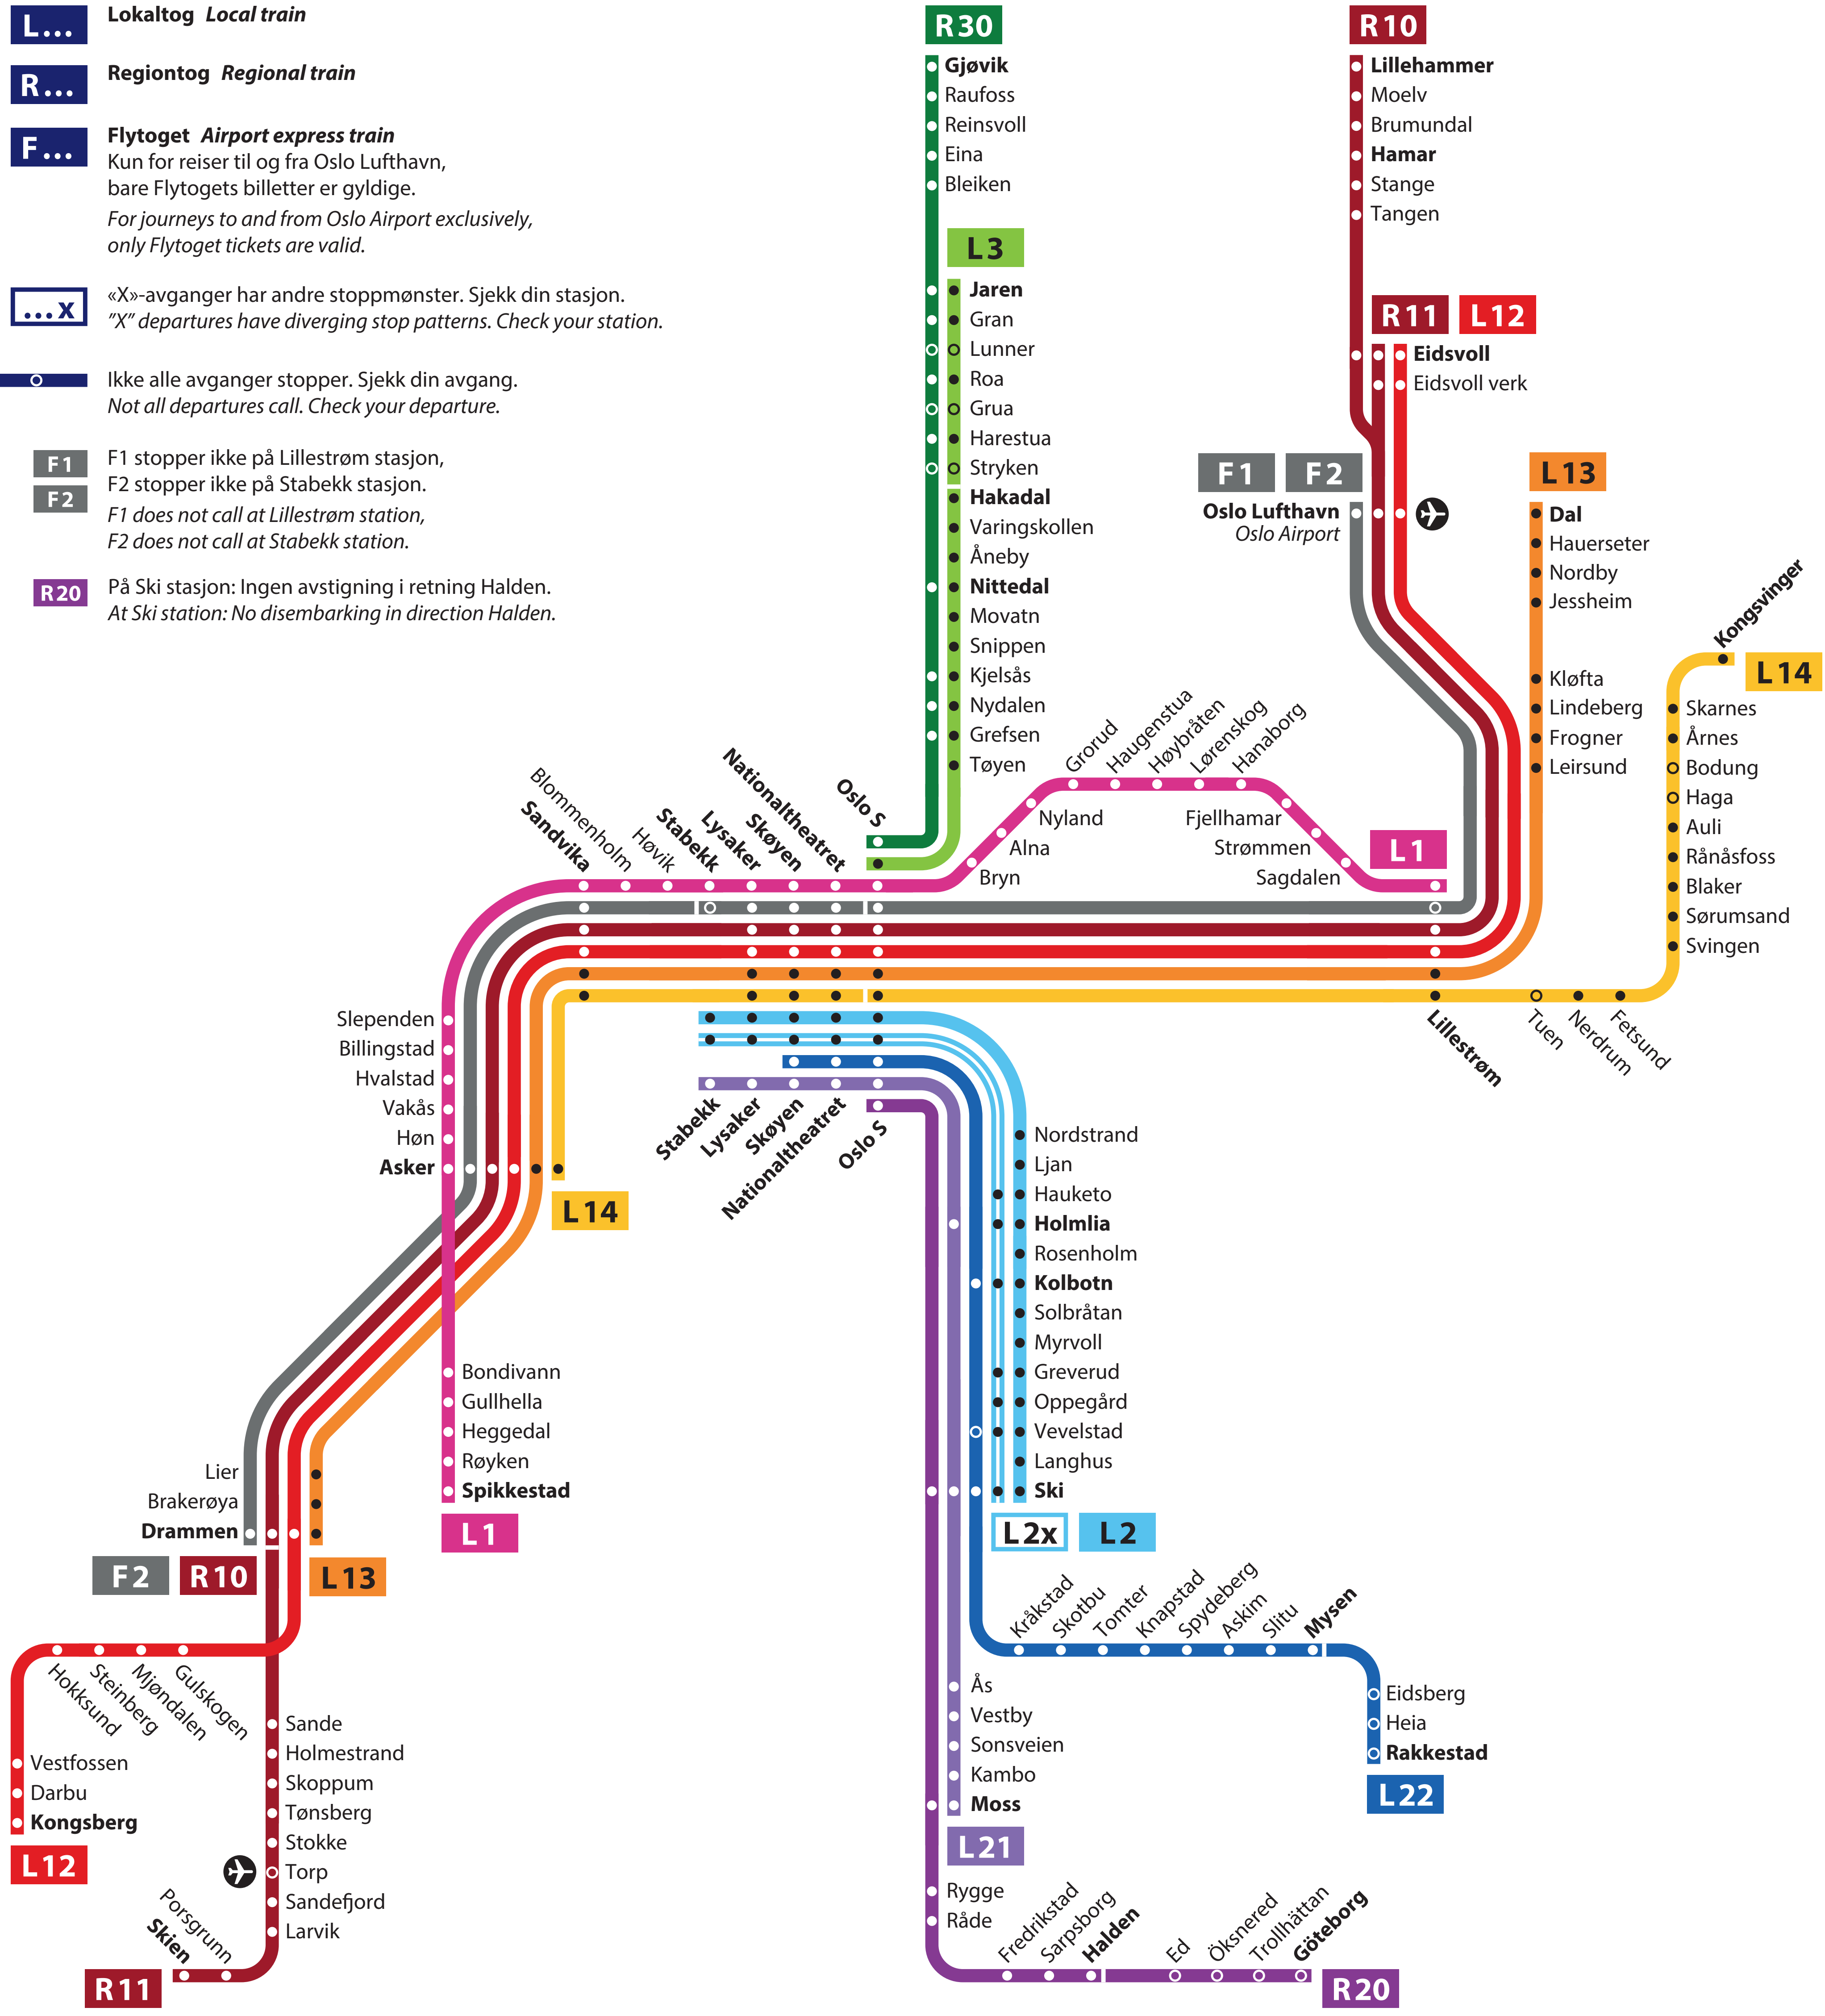 L...
Lokaltog Local train
R...
Regiontog Regional train
F...
Flytoget Airport express train
Kun for reiser til og fra Oslo Lufthavn,
bare Flytogets billetter er gyldige.
For journeys to and from Oslo Airport exclusively,
only Flytoget tickets are valid.
...x
«X»-avganger har andre stoppmønster. Sjekk din stasjon.
"X" departures have diverging stop patterns. Check your station.
Ikke alle avganger stopper. Sjekk din avgang.
Not all departures call. Check your departure.
F1
F2
F1 stopper ikke på Lillestrøm stasjon,
F2 stopper ikke på Stabekk stasjon.
F1 does not call at Lillestrøm station,
F2 does not call at Stabekk station.
R20
På Ski stasjon: Ingen avstigning i retning Halden.
At Ski station: No disembarking in direction Halden.
R30
Gjøvik
Raufoss
Reinsvoll
Eina
Bleiken
L3
Jaren
Gran
Lunner
Roa
Grua
Harestua
Stryken
Hakadal
Varingskollen
Åneby
Nittedal
Movatn
Snippen
Kjelsås
Nydalen
Grefsen
Tøyen
R10
Lillehammer
Moelv
Brumundal
Hamar
Stange
Tangen
R11
L12
Eidsvoll
Eidsvoll verk
F1
F2
Oslo Lufthavn
Oslo Airport
L13
Dal
Hauerseter
Nordby
Jessheim
Kløfta
Lindeberg
Frogner
Leirsund
Kongsvinger
L14
Skarnes
Årnes
Bodung
Haga
Auli
Rånåsfoss
Blaker
Sørumsand
Svingen
Sandvika
Blommenholm
Høvik
Stabekk
Lysaker
Skøyen
Nationaltheatret
Oslo S
Bryn
Alna
Nyland
Grorud
Haugenstua
Høybråten
Lørenskog
Hanaborg
Fjellhamar
Strømmen
Sagdalen
L1
Lillestrøm
Tuen
Nerdrum
Fetsund
Slependen
Billingstad
Hvalstad
Vakås
Høn
Asker
L14
Stabekk
Lysaker
Skøyen
Nationaltheatret
Oslo S
Nordstrand
Ljan
Hauketo
Holmlia
Rosenholm
Kolbotn
Solbråtan
Myrvoll
Greverud
Oppegård
Vevelstad
Langhus
Ski
L2x
L2
Bondivann
Gullhella
Heggedal
Røyken
Spikkestad
L1
Lier
Brakerøya
Drammen
F2
R10
L13
Hokksund
Steinberg
Mjøndalen
Gulskogen
Vestfossen
Darbu
Kongsberg
L12
Sande
Holmestrand
Skoppum
Tønsberg
Stokke
Torp
Sandefjord
Larvik
Porsgrunn
Skien
R11
Kråkstad
Skotbu
Tomter
Knapstad
Spydeberg
Askim
Slitu
Mysen
Eidsberg
Heia
Rakkestad
L22
Ås
Vestby
Sonsveien
Kambo
Moss
L21
Rygge
Råde
Fredrikstad
Sarpsborg
Halden
Ed
Öksnered
Trollhättan
Göteborg
R20